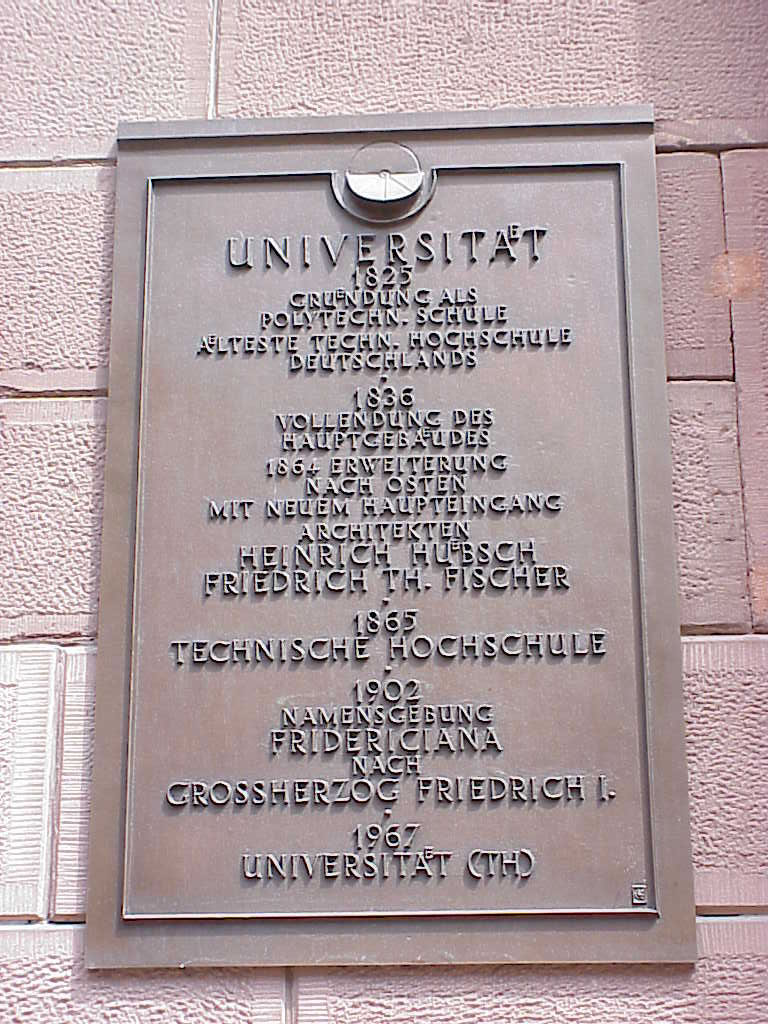 UNIVERSITÄT
1825
GRÜNDUNG ALS
POLYTECHN. SCHULE
ÄLTESTE TECHN. HOCHSCHULE
DEUTSCHLANDS
1836
VOLLENDUNG DES
HAUPTGEBÄUDES
1864 ERWEITERUNG
NACH OSTEN
MIT NEUEM HAUPTEINGANG
ARCHITEKTEN
HEINRICH HÜBSCH
FRIEDRICH TH. FISCHER
1865
TECHNISCHE HOCHSCHULE
1902
NAMENSGEBUNG
FRIDERICIANA
NACH
GROSSHERZOG FRIEDRICH I.
1967
UNIVERSITÄT (TH)